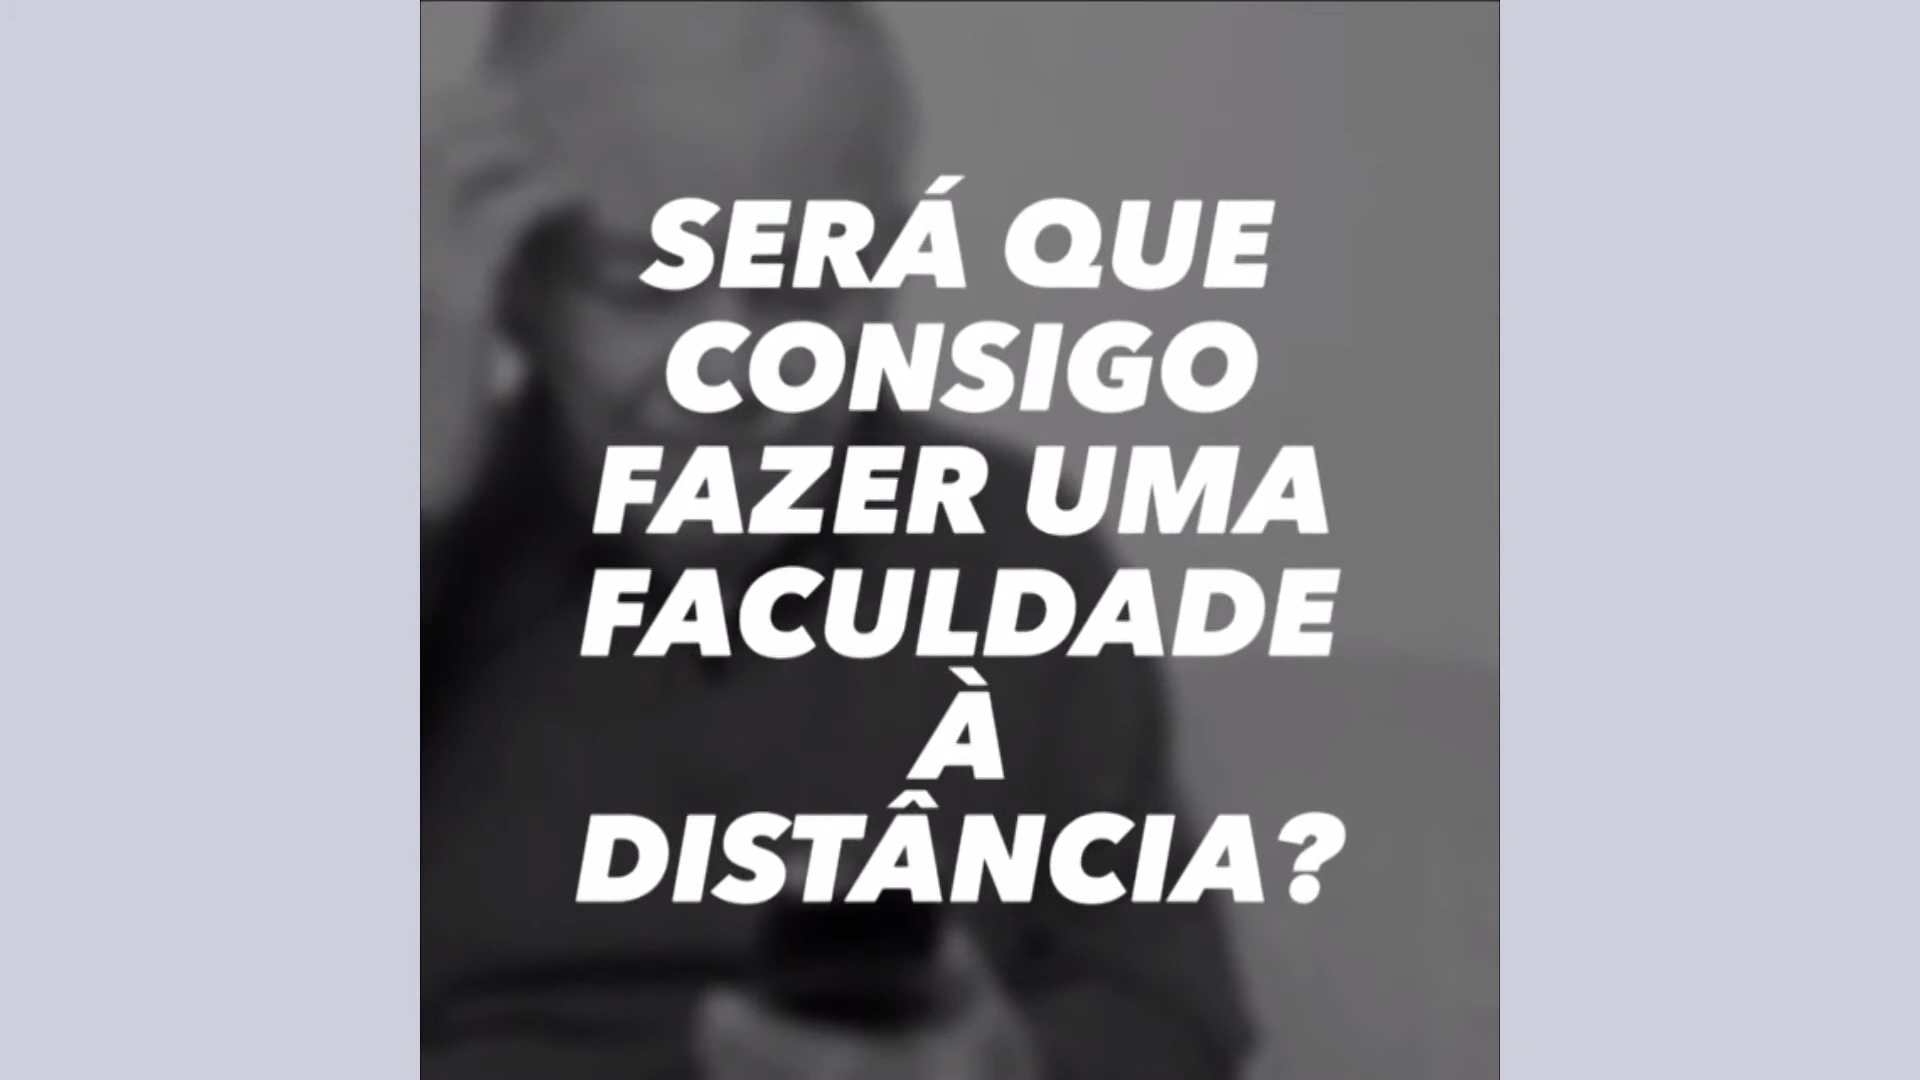 SERÁ QUE
CONSIGO
FAZER UMA
FACULDADE
À
DISTÂNCIA?